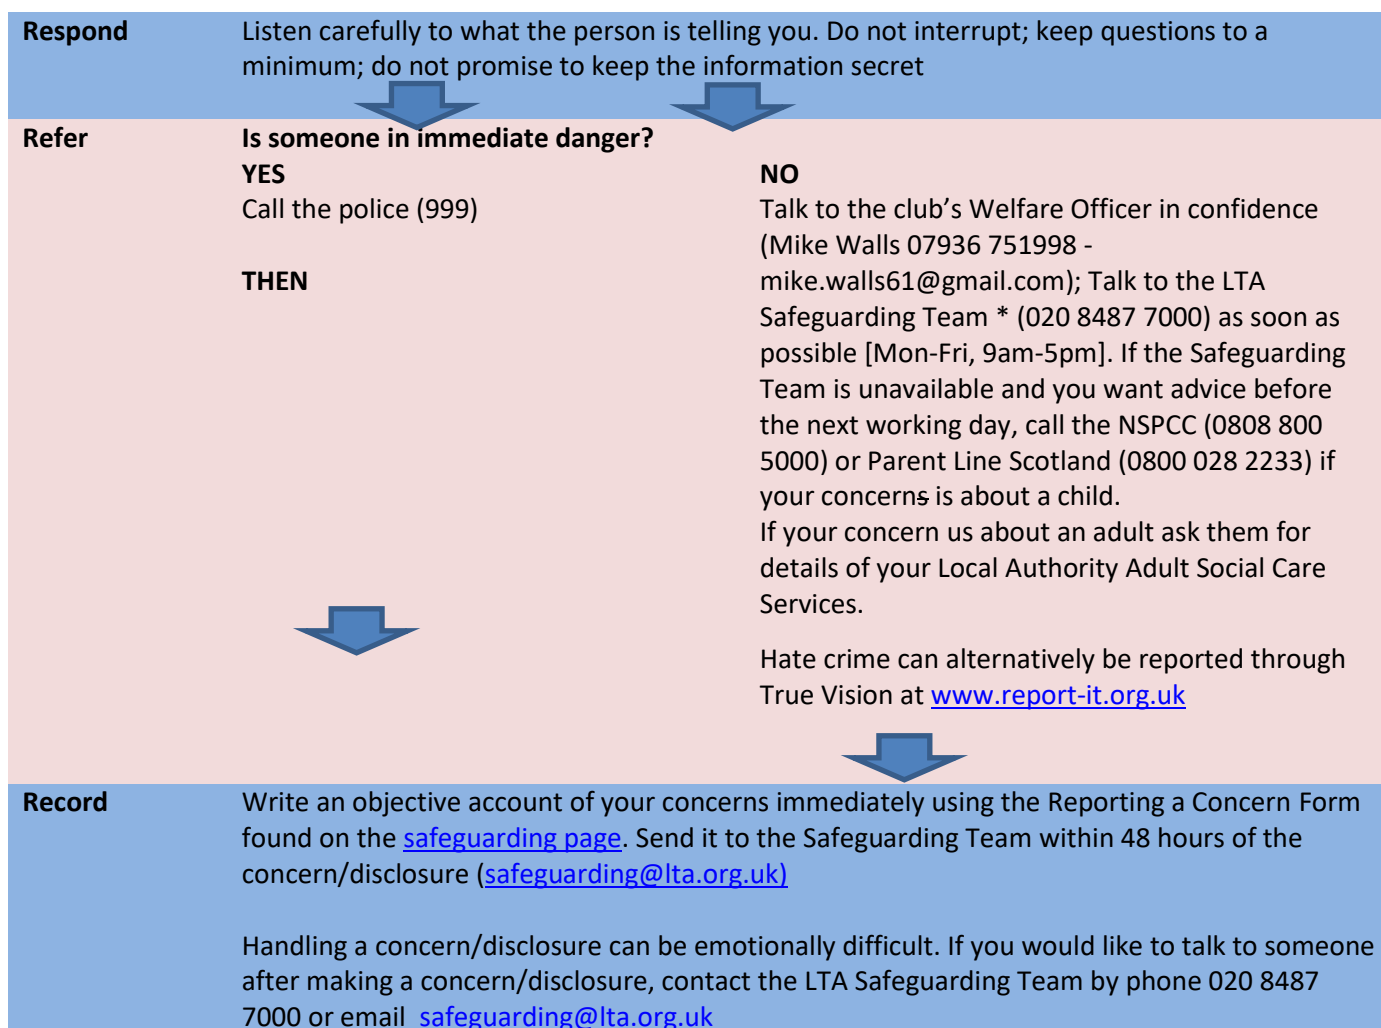 Respond
Listen carefully to what the person is telling you. Do not interrupt; keep questions to a
minimum; do not promise to keep the information secret
Refer
Is someone in immediate danger?
YES
Call the police (999)
THEN
NO
Talk to the club’s Welfare Officer in confidence
(Mike Walls 07936 751998 -
mike.walls61@gmail.com); Talk to the LTA
Safeguarding Team * (020 8487 7000) as soon as
possible [Mon-Fri, 9am-5pm]. If the Safeguarding
Team is unavailable and you want advice before
the next working day, call the NSPCC (0808 800
5000) or Parent Line Scotland (0800 028 2233) if
your concerns is about a child.
If your concern us about an adult ask them for
details of your Local Authority Adult Social Care
Services.
Hate crime can alternatively be reported through
True Vision at www.report-it.org.uk
Record
Write an objective account of your concerns immediately using the Reporting a Concern Form
found on the safeguarding page. Send it to the Safeguarding Team within 48 hours of the
concern/disclosure (safeguarding@lta.org.uk)
Handling a concern/disclosure can be emotionally difficult. If you would like to talk to someone
after making a concern/disclosure, contact the LTA Safeguarding Team by phone 020 8487
7000 or email safeguarding@lta.org.uk